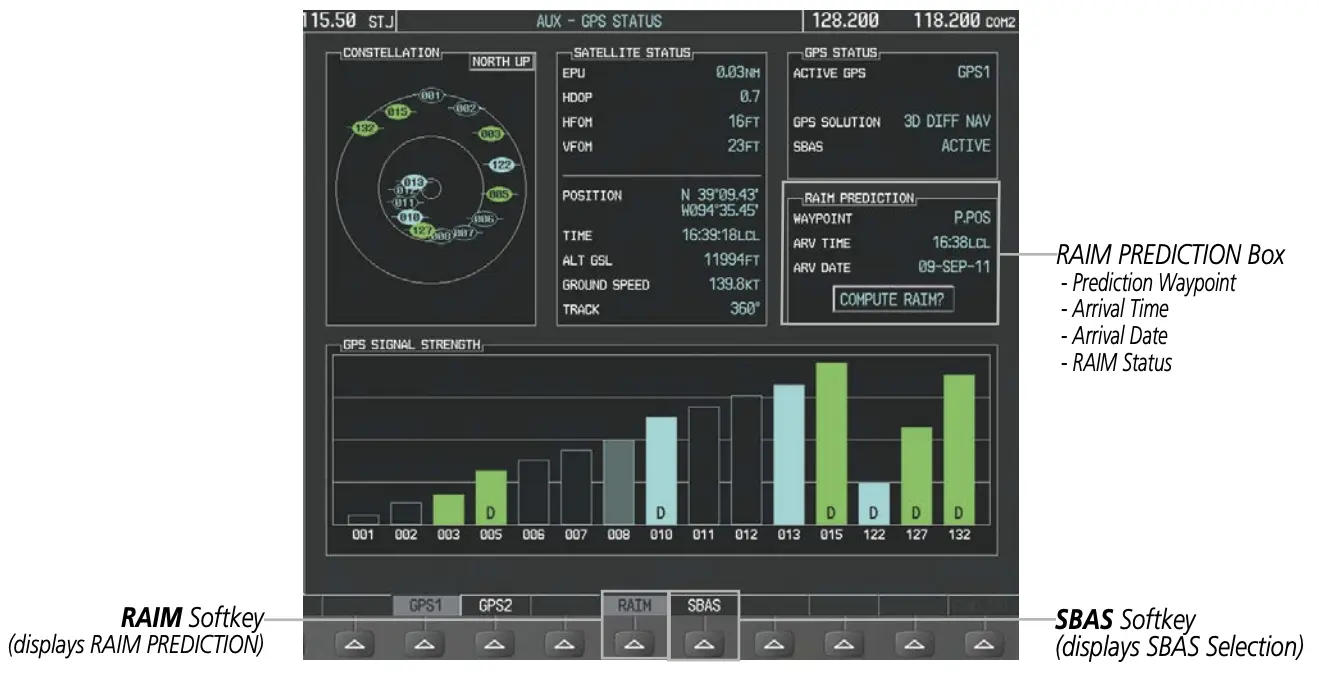 115.50 STJ
AUX - GPS STATUS
128.200 118.200 COM2
CONSTELLATION
NORTH UP
001
015
002
132
003
122
013
012
005
011
010
006
127
008
007
SATELLITE STATUS
EPU 0.03NM
HDOP 0.7
HFOM 16FT
VFOM 23FT
POSITION N 39°09.43'
W094°35.45'
TIME 16:39:18LCL
ALT GSL 11994FT
GROUND SPEED 139.8KT
TRACK 360°
GPS STATUS
ACTIVE GPS GPS1
GPS SOLUTION 3D DIFF NAV
SBAS ACTIVE
RAIM PREDICTION
WAYPOINT P.POS
ARV TIME 16:38LCL
ARV DATE 09-SEP-11
COMPUTE RAIM?
RAIM PREDICTION Box
- Prediction Waypoint
- Arrival Time
- Arrival Date
- RAIM Status
GPS SIGNAL STRENGTH
D D D D D D
001 002 003 005 006 007 008 010 011 012 013 015 122 127 132
GPS1 GPS2 RAIM SBAS
RAIM Softkey
(displays RAIM PREDICTION)
SBAS Softkey
(displays SBAS Selection)